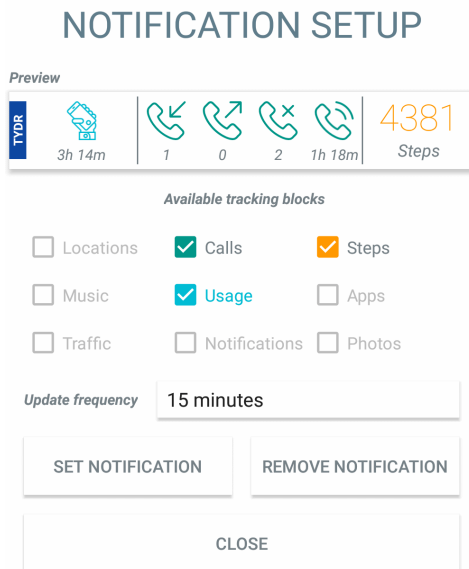 NOTIFICATION SETUP
Preview
TYDR
3h 14m 1 0 2 1h 18m
4381
Steps
Available tracking blocks
Locations Calls Steps
Music Usage Apps
Traffic Notifications Photos
Update frequency 15 minutes
SET NOTIFICATION REMOVE NOTIFICATION
CLOSE